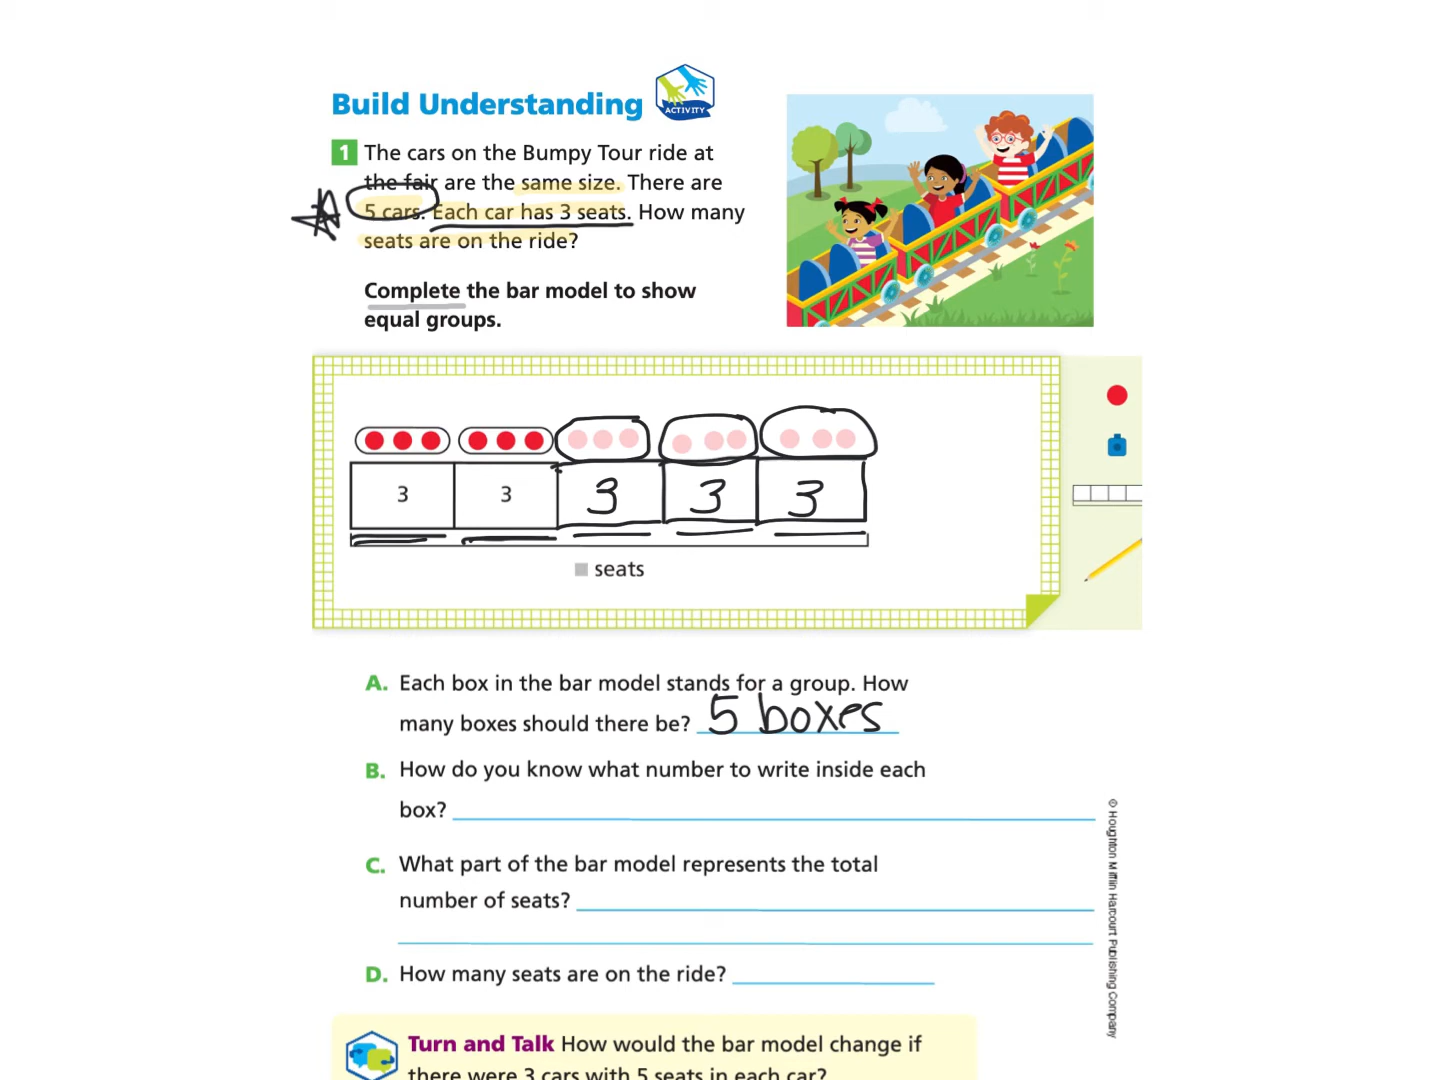 Build Understanding
ACTIVITY
1 The cars on the Bumpy Tour ride at
the fair are the same size. There are
5 cars. Each car has 3 seats. How many
seats are on the ride?
Complete the bar model to show
equal groups.
3 3 3 3 3
seats
A. Each box in the bar model stands for a group. How
many boxes should there be? 5 boxes
B. How do you know what number to write inside each
box?
C. What part of the bar model represents the total
number of seats?
D. How many seats are on the ride?
© Houghton Mifflin Harcourt Publishing Company
Turn and Talk How would the bar model change if
there were 3 cars with 5 seats in each car?